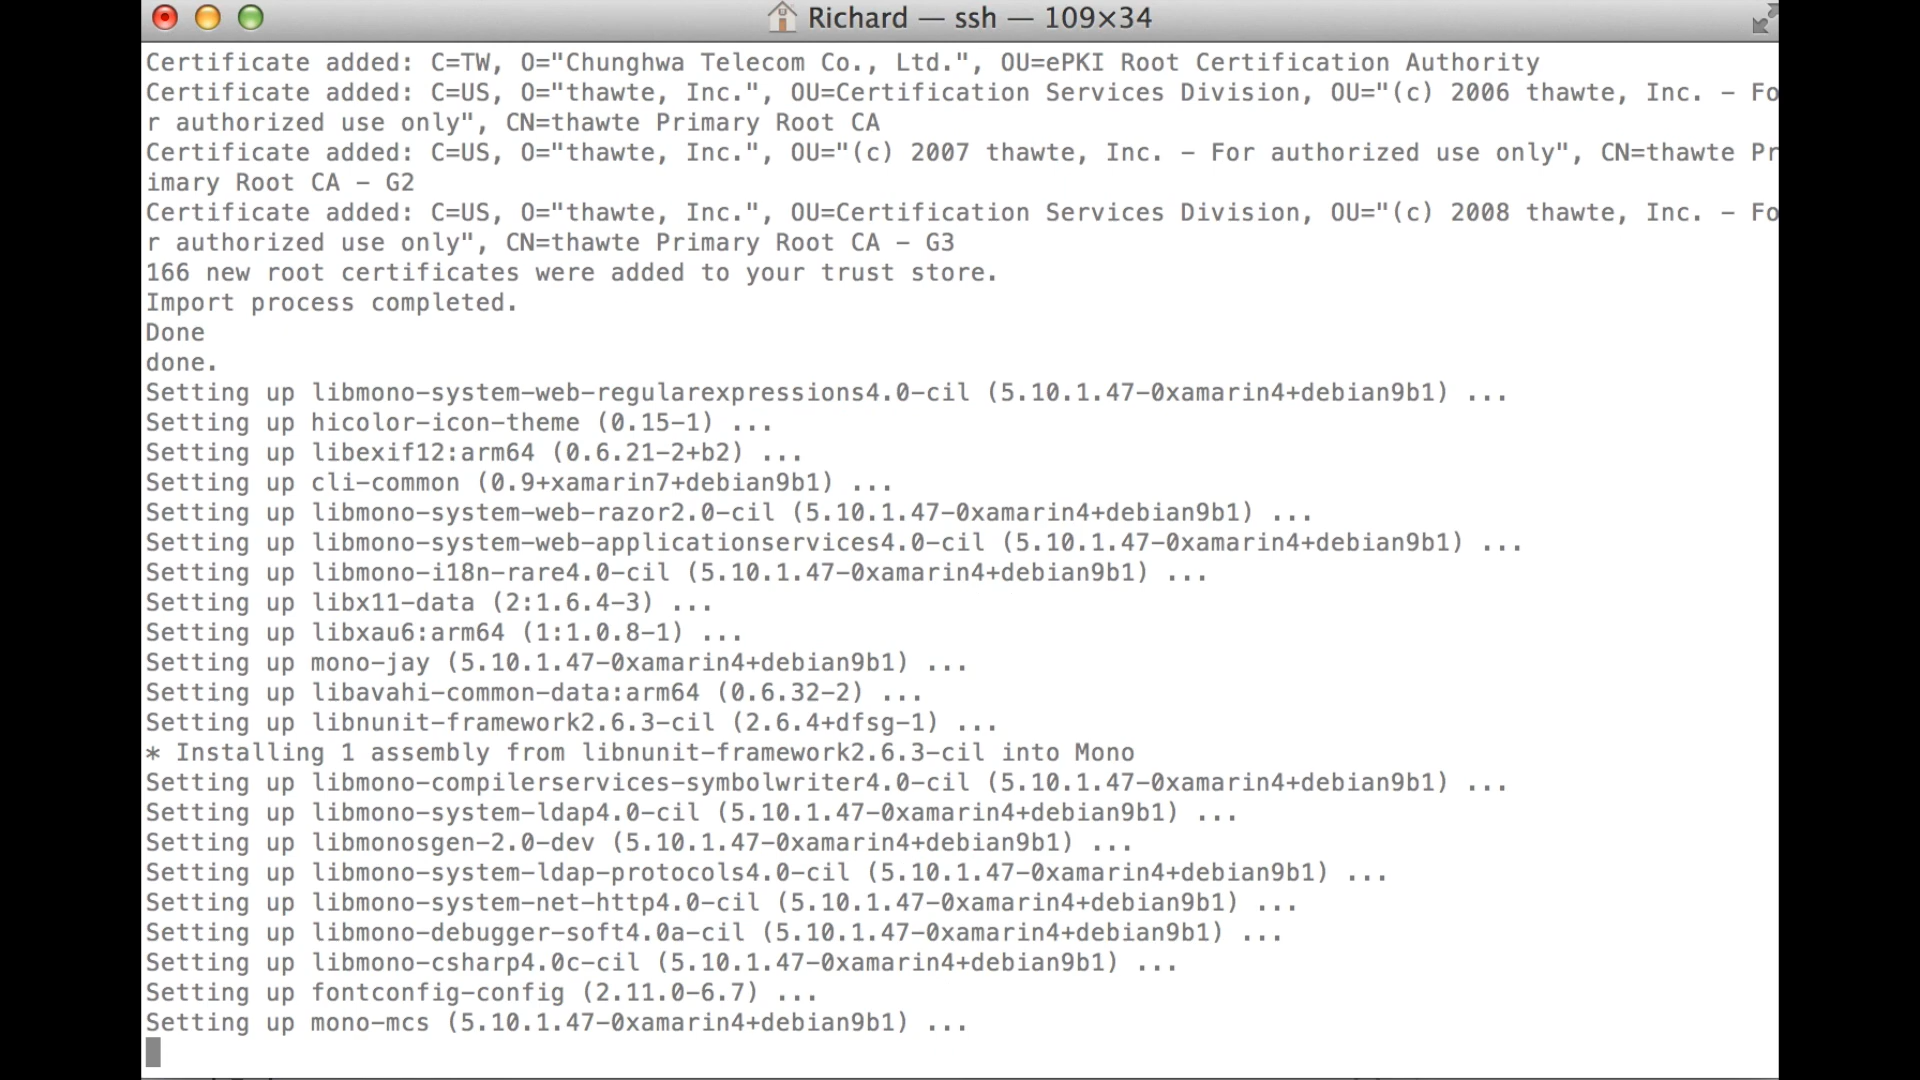 Richard — ssh — 109×34
Certificate added: C=TW, O="Chunghwa Telecom Co., Ltd.", OU=ePKI Root Certification Authority
Certificate added: C=US, O="thawte, Inc.", OU=Certification Services Division, OU="(c) 2006 thawte, Inc. - Fo
r authorized use only", CN=thawte Primary Root CA
Certificate added: C=US, O="thawte, Inc.", OU="(c) 2007 thawte, Inc. - For authorized use only", CN=thawte Pr
imary Root CA - G2
Certificate added: C=US, O="thawte, Inc.", OU=Certification Services Division, OU="(c) 2008 thawte, Inc. - Fo
r authorized use only", CN=thawte Primary Root CA - G3
166 new root certificates were added to your trust store.
Import process completed.
Done
done.
Setting up libmono-system-web-regularexpressions4.0-cil (5.10.1.47-0xamarin4+debian9b1) ...
Setting up hicolor-icon-theme (0.15-1) ...
Setting up libexif12:arm64 (0.6.21-2+b2) ...
Setting up cli-common (0.9+xamarin7+debian9b1) ...
Setting up libmono-system-web-razor2.0-cil (5.10.1.47-0xamarin4+debian9b1) ...
Setting up libmono-system-web-applicationservices4.0-cil (5.10.1.47-0xamarin4+debian9b1) ...
Setting up libmono-i18n-rare4.0-cil (5.10.1.47-0xamarin4+debian9b1) ...
Setting up libx11-data (2:1.6.4-3) ...
Setting up libxau6:arm64 (1:1.0.8-1) ...
Setting up mono-jay (5.10.1.47-0xamarin4+debian9b1) ...
Setting up libavahi-common-data:arm64 (0.6.32-2) ...
Setting up libnunit-framework2.6.3-cil (2.6.4+dfsg-1) ...
* Installing 1 assembly from libnunit-framework2.6.3-cil into Mono
Setting up libmono-compilerservices-symbolwriter4.0-cil (5.10.1.47-0xamarin4+debian9b1) ...
Setting up libmono-system-ldap4.0-cil (5.10.1.47-0xamarin4+debian9b1) ...
Setting up libmonosgen-2.0-dev (5.10.1.47-0xamarin4+debian9b1) ...
Setting up libmono-system-ldap-protocols4.0-cil (5.10.1.47-0xamarin4+debian9b1) ...
Setting up libmono-system-net-http4.0-cil (5.10.1.47-0xamarin4+debian9b1) ...
Setting up libmono-debugger-soft4.0a-cil (5.10.1.47-0xamarin4+debian9b1) ...
Setting up libmono-csharp4.0c-cil (5.10.1.47-0xamarin4+debian9b1) ...
Setting up fontconfig-config (2.11.0-6.7) ...
Setting up mono-mcs (5.10.1.47-0xamarin4+debian9b1) ...